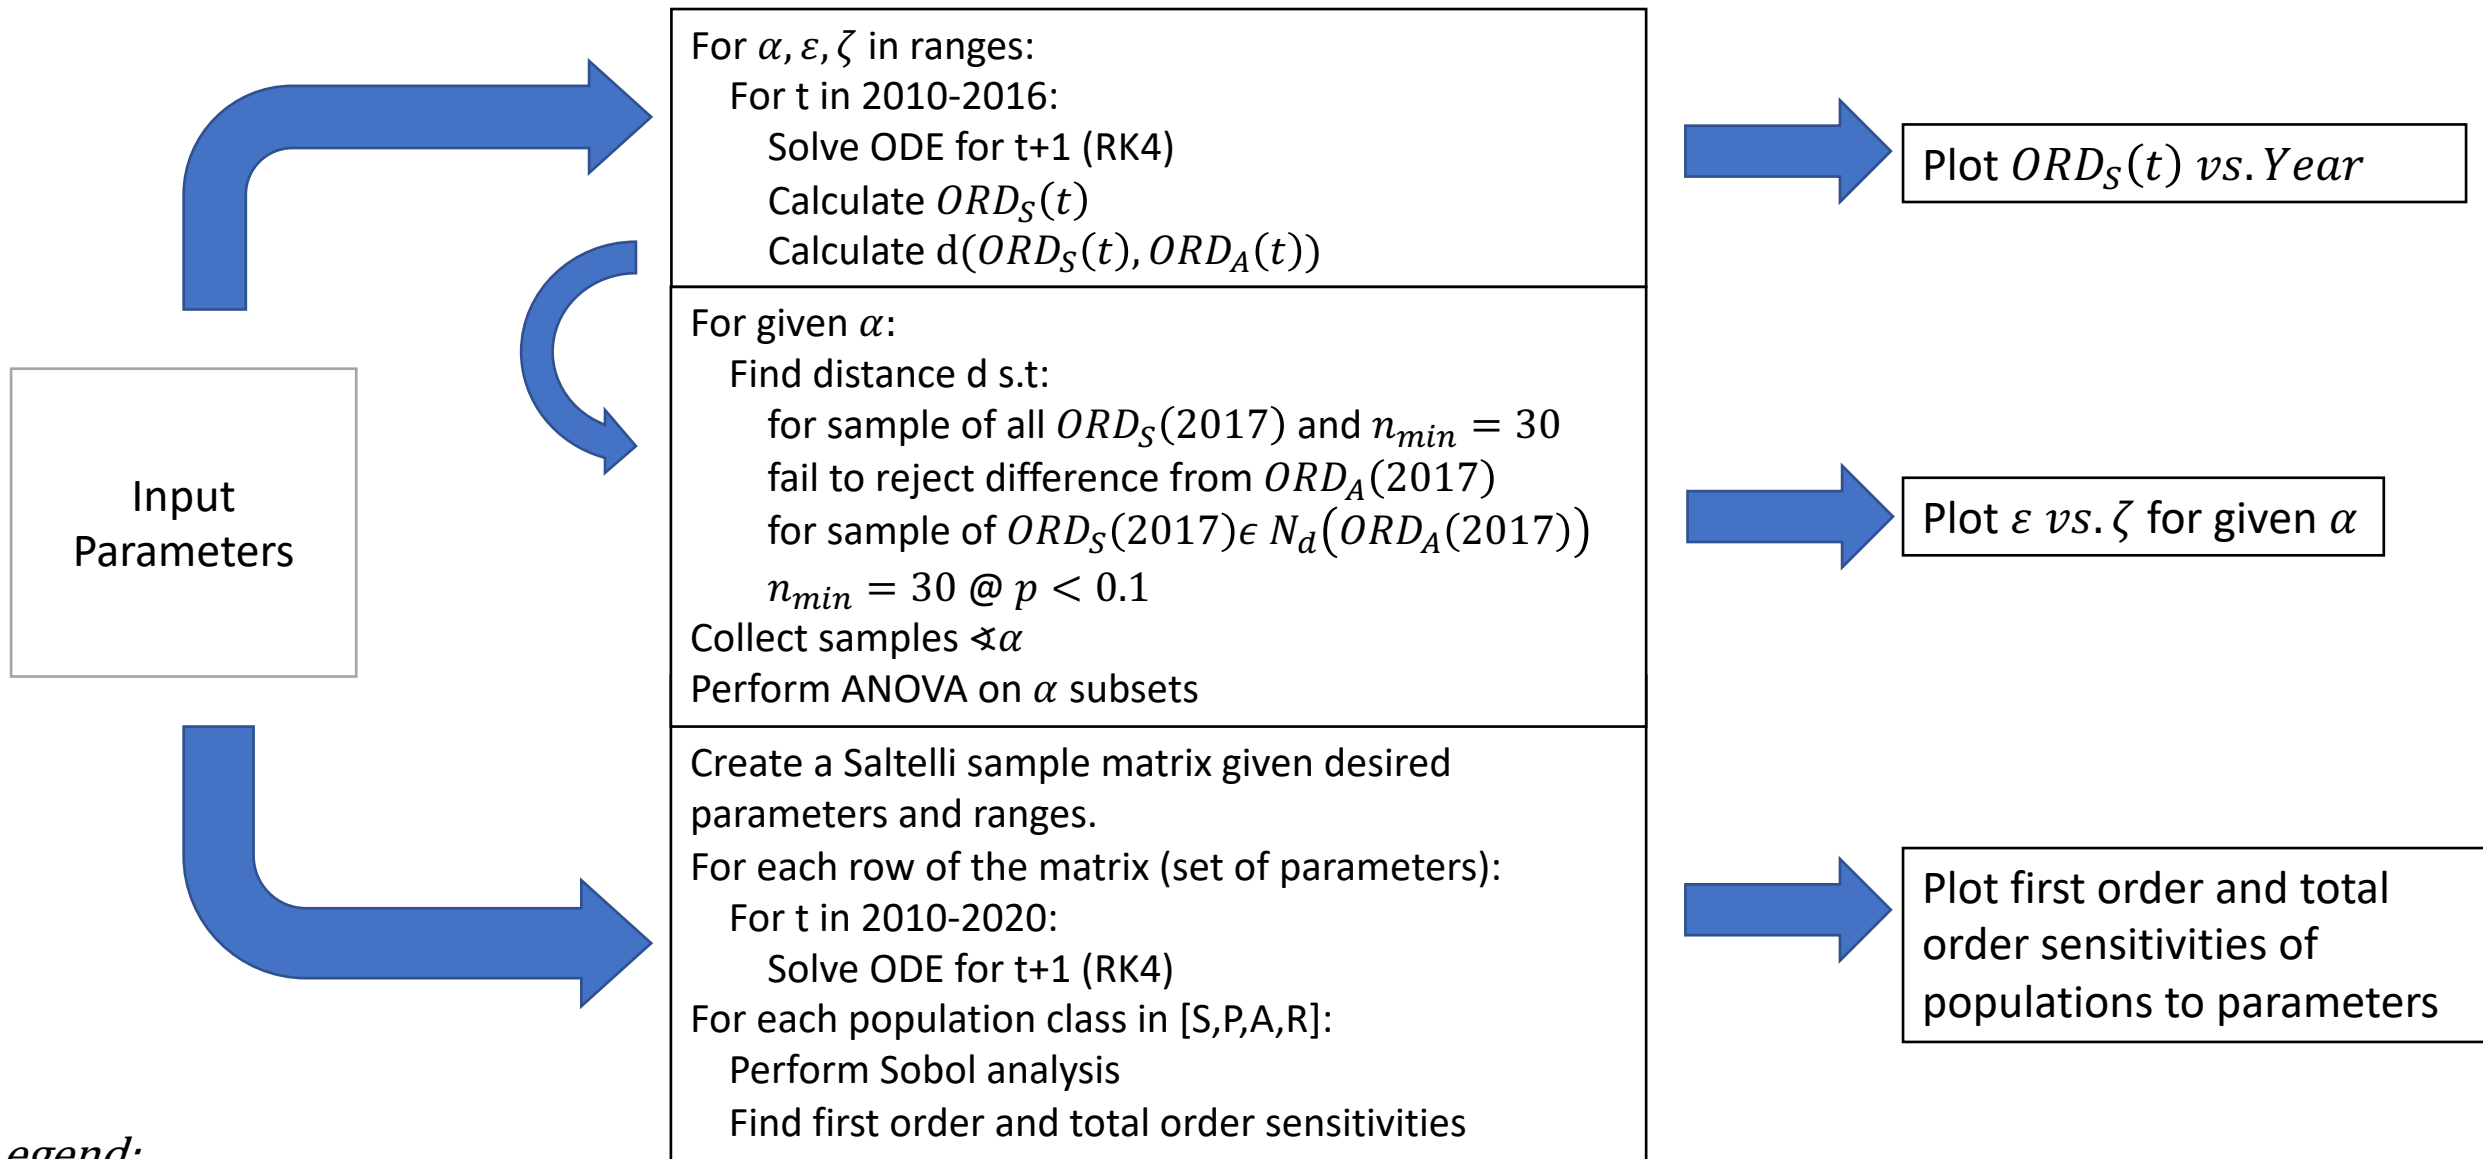 For α, ε, ζ in ranges:
For t in 2010-2016:
Solve ODE for t+1 (RK4)
Calculate ORD_S(t)
Calculate d(ORD_S(t), ORD_A(t))
Plot ORD_S(t) vs. Year
Input
Parameters
For given α:
Find distance d s.t:
for sample of all ORD_S(2017) and n_min = 30
fail to reject difference from ORD_A(2017)
for sample of ORD_S(2017)ϵ N_d(ORD_A(2017))
n_min = 30 @ p < 0.1
Collect samples ∢α
Perform ANOVA on α subsets
Plot ε vs. ζ for given α
Create a Saltelli sample matrix given desired
parameters and ranges.
For each row of the matrix (set of parameters):
For t in 2010-2020:
Solve ODE for t+1 (RK4)
For each population class in [S,P,A,R]:
Perform Sobol analysis
Find first order and total order sensitivities
Plot first order and total
order sensitivities of
populations to parameters
egend: